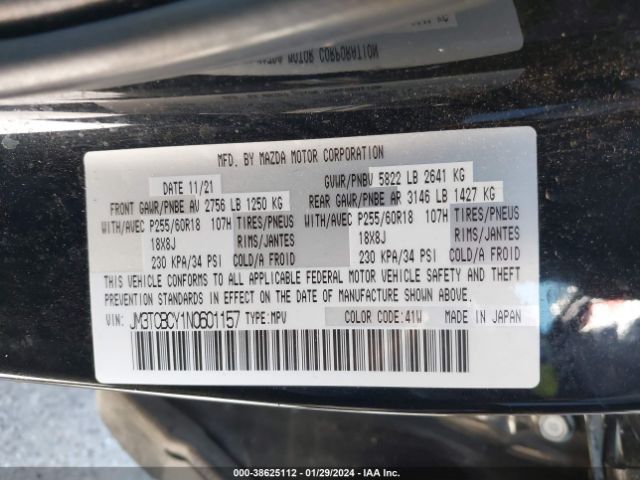 MFD. BY MAZDA MOTOR CORPORATION
DATE 11/21 GVWR/PNBV 5822 LB 2641 KG
FRONT GAWR/PNBE AV 2756 LB 1250 KG REAR GAWR/PNBE AR 3146 LB 1427 KG
WITH/AVEC P255/60R18 107H TIRES/PNEUS WITH/AVEC P255/60R18 107H TIRES/PNEUS
18X8J RIMS/JANTES 18X8J RIMS/JANTES
230 KPA/34 PSI COLD/A FROID 230 KPA/34 PSI COLD/A FROID
THIS VEHICLE CONFORMS TO ALL APPLICABLE FEDERAL MOTOR VEHICLE SAFETY AND THEFT
PREVENTION STANDARDS IN EFFECT ON THE DATE OF MANUFACTURE SHOWN ABOVE.
VIN: JM3TCBCY1N0601157 TYPE:MPV COLOR CODE:41W MADE IN JAPAN
000-38625112 - 01/29/2024 - IAA Inc.